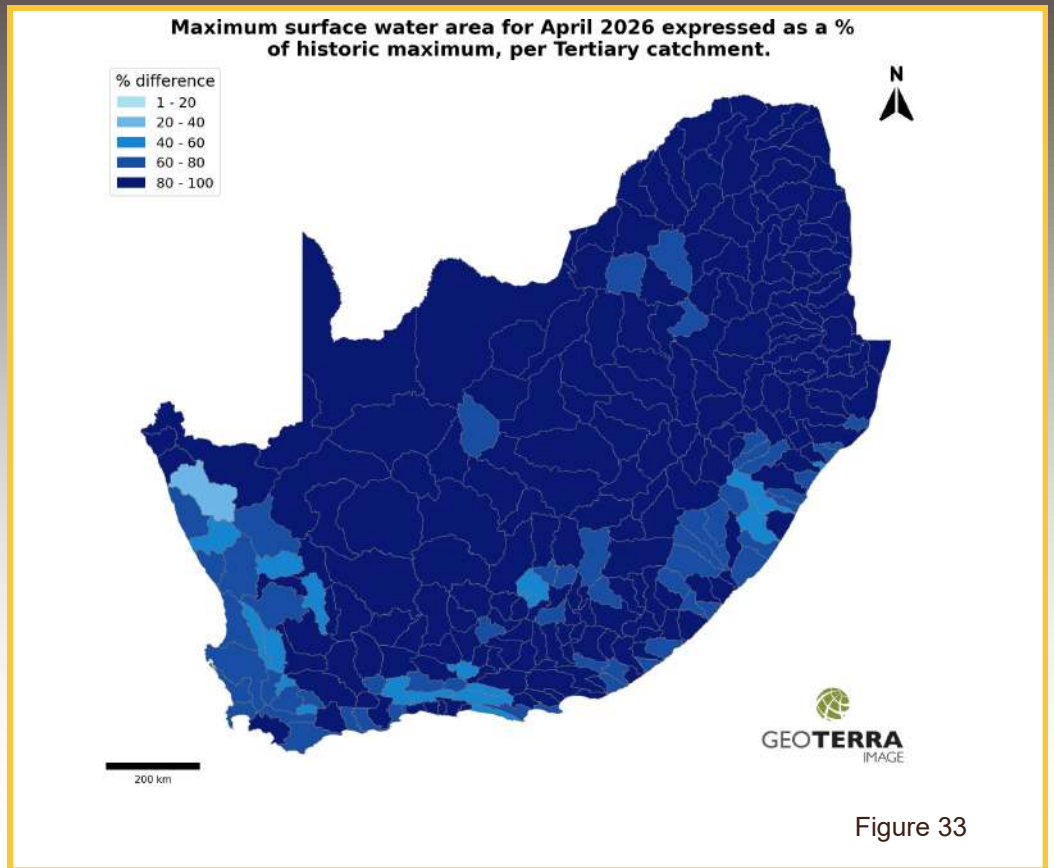 Maximum surface water area for April 2026 expressed as a %
of historic maximum, per Tertiary catchment.
% difference
1 - 20
20 - 40
40 - 60
60 - 80
80 - 100
N
GEOTERRA
IMAGE
200 km
Figure 33